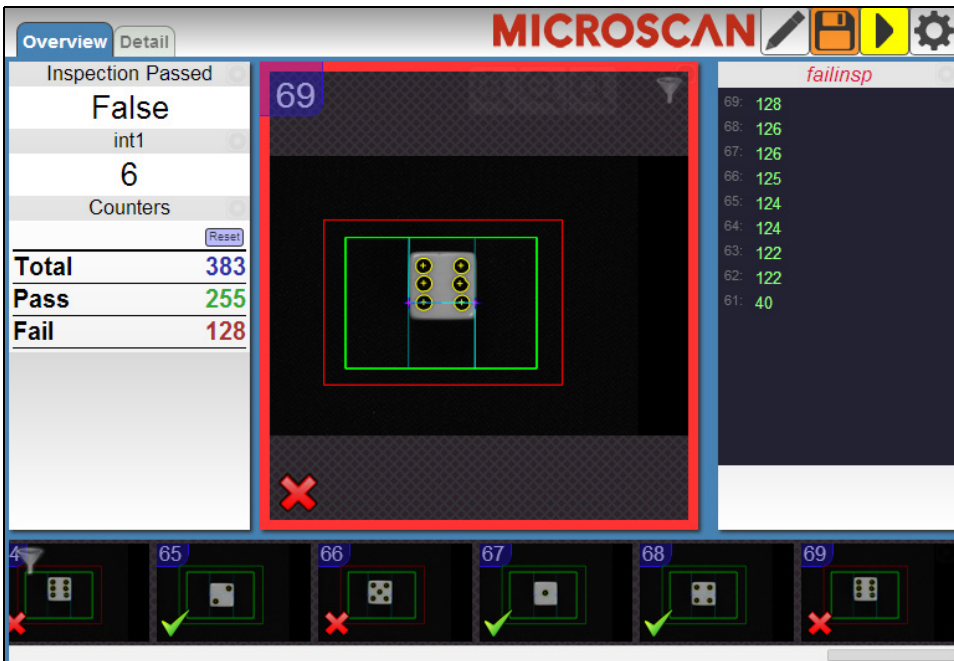 Overview Detail
MICROSCAN
Inspection Passed
False
int1
6
Counters
Reset
Total 383
Pass 255
Fail 128
69
failinsp
69: 128
68: 126
67: 126
66: 125
65: 124
64: 124
63: 122
62: 122
61: 40
4 65 66 67 68 69